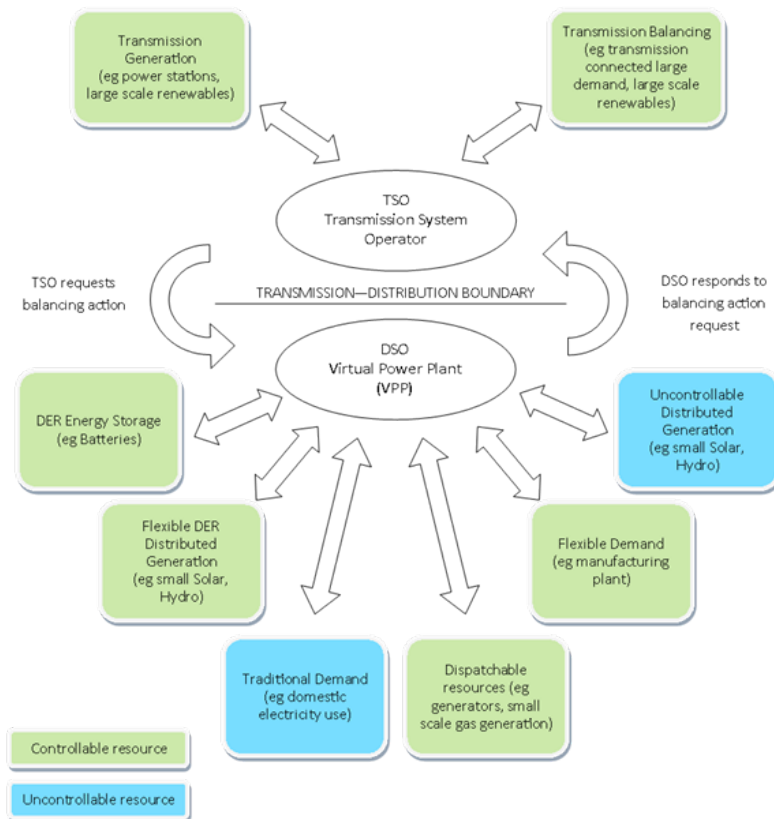 Transmission
Generation
(eg power stations,
large scale renewables)
Transmission Balancing
(eg transmission
connected large
demand, large scale
renewables)
TSO
Transmission System
Operator
TSO requests
balancing action
TRANSMISSION—DISTRIBUTION BOUNDARY
DSO responds to
balancing action
request
DSO
Virtual Power Plant
(VPP)
DER Energy Storage
(eg Batteries)
Uncontrollable
Distributed
Generation
(eg small Solar,
Hydro)
Flexible DER
Distributed
Generation
(eg small Solar,
Hydro)
Flexible Demand
(eg manufacturing
plant)
Traditional Demand
(eg domestic
electricity use)
Dispatchable
resources (eg
generators, small
scale gas generation)
Controllable resource
Uncontrollable resource